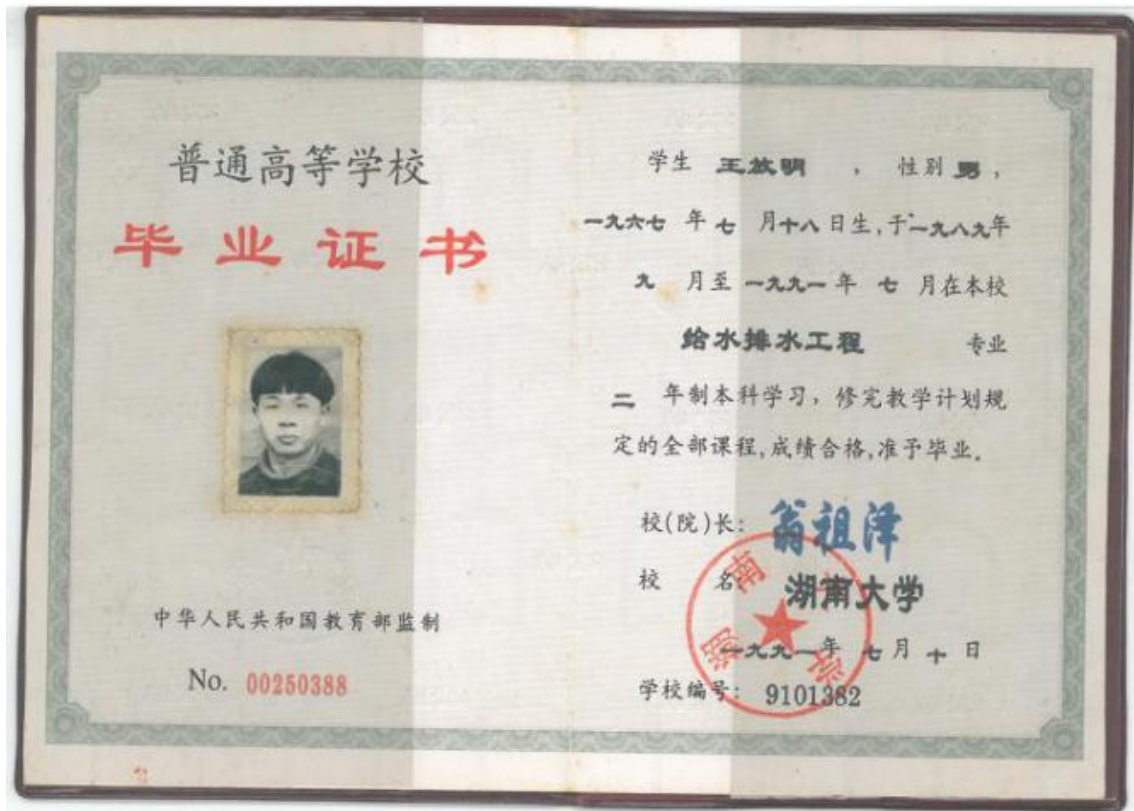 普通高等学校
毕业证书
中华人民共和国教育部监制
No. 00250388
学生 王放明 , 性别 男,
一九六七 年 七 月十八日生,于一九八九年
九 月至 一九九一 年 七 月在本校
给水排水工程 专业
二 年制本科学习, 修完教学计划规
定的全部课程,成绩合格,准予毕业。
校(院)长: 翁祖泽
校 名: 湖南大学
一九九一年 七月 十 日
学校编号: 9101382
湖南大学